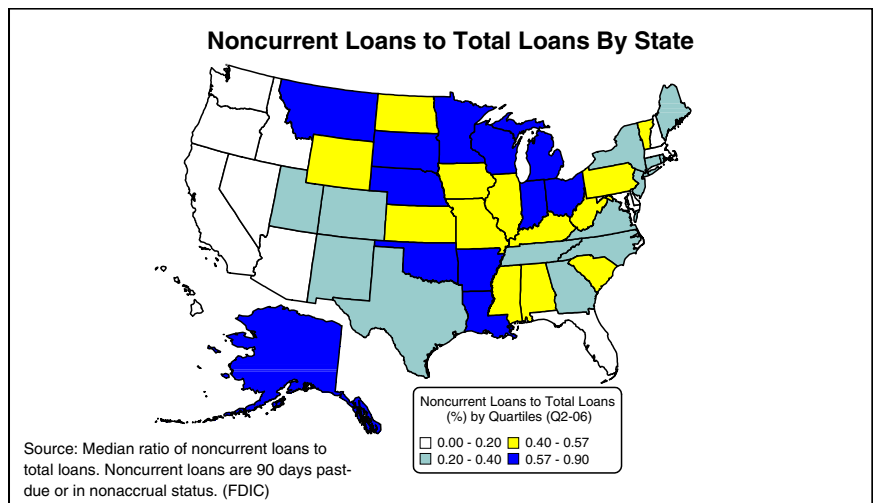 Noncurrent Loans to Total Loans By State
Noncurrent Loans to Total Loans
(%) by Quartiles (Q2-06)
0.00 - 0.20 0.40 - 0.57
0.20 - 0.40 0.57 - 0.90
Source: Median ratio of noncurrent loans to
total loans. Noncurrent loans are 90 days past-
due or in nonaccrual status. (FDIC)